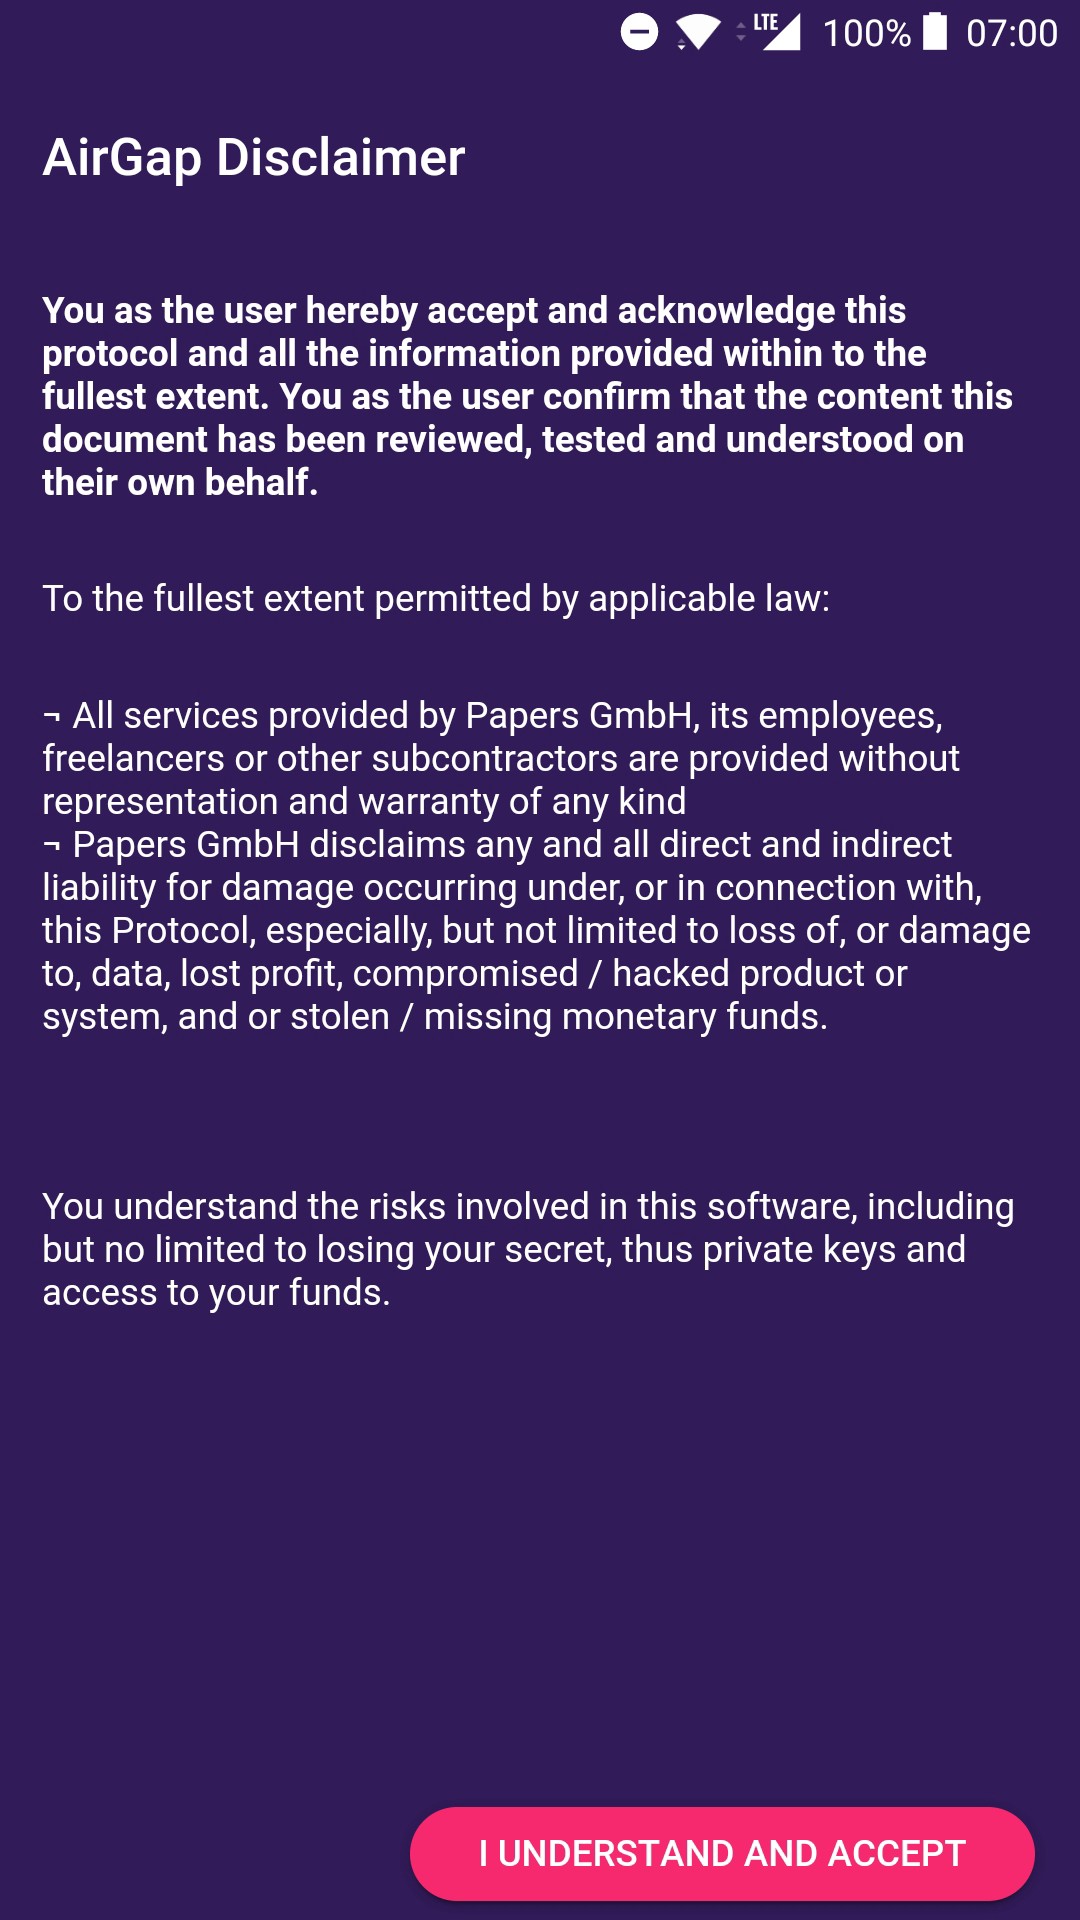 LTE 100% 07:00
AirGap Disclaimer
You as the user hereby accept and acknowledge this
protocol and all the information provided within to the
fullest extent. You as the user confirm that the content this
document has been reviewed, tested and understood on
their own behalf.
To the fullest extent permitted by applicable law:
¬ All services provided by Papers GmbH, its employees,
freelancers or other subcontractors are provided without
representation and warranty of any kind
¬ Papers GmbH disclaims any and all direct and indirect
liability for damage occurring under, or in connection with,
this Protocol, especially, but not limited to loss of, or damage
to, data, lost profit, compromised / hacked product or
system, and or stolen / missing monetary funds.
You understand the risks involved in this software, including
but no limited to losing your secret, thus private keys and
access to your funds.
I UNDERSTAND AND ACCEPT